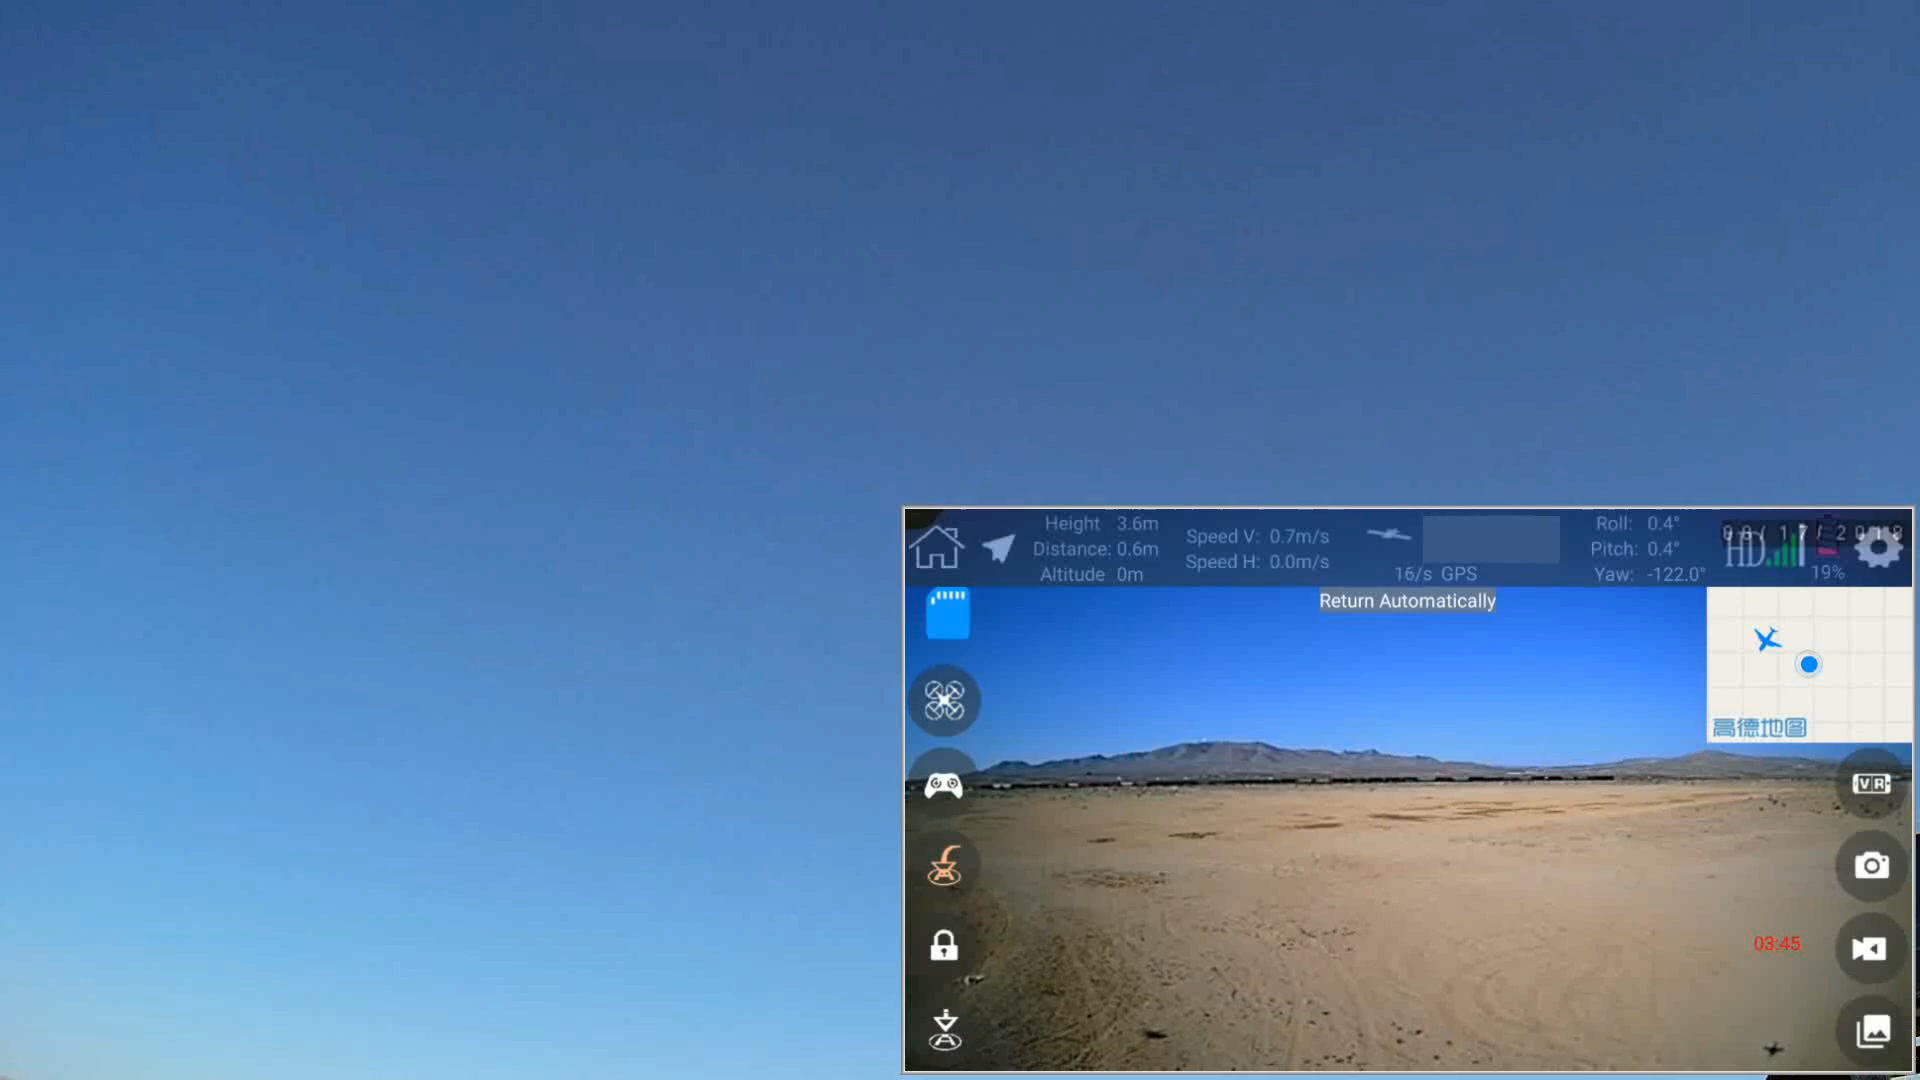 Height 3.6m
Distance: 0.6m
Altitude 0m
Speed V: 0.7m/s
Speed H: 0.0m/s
16/s GPS
Roll: 0.4°
Pitch: 0.4°
Yaw: -122.0°
HD
19%
Return Automatically
高德地图
VR
03:45